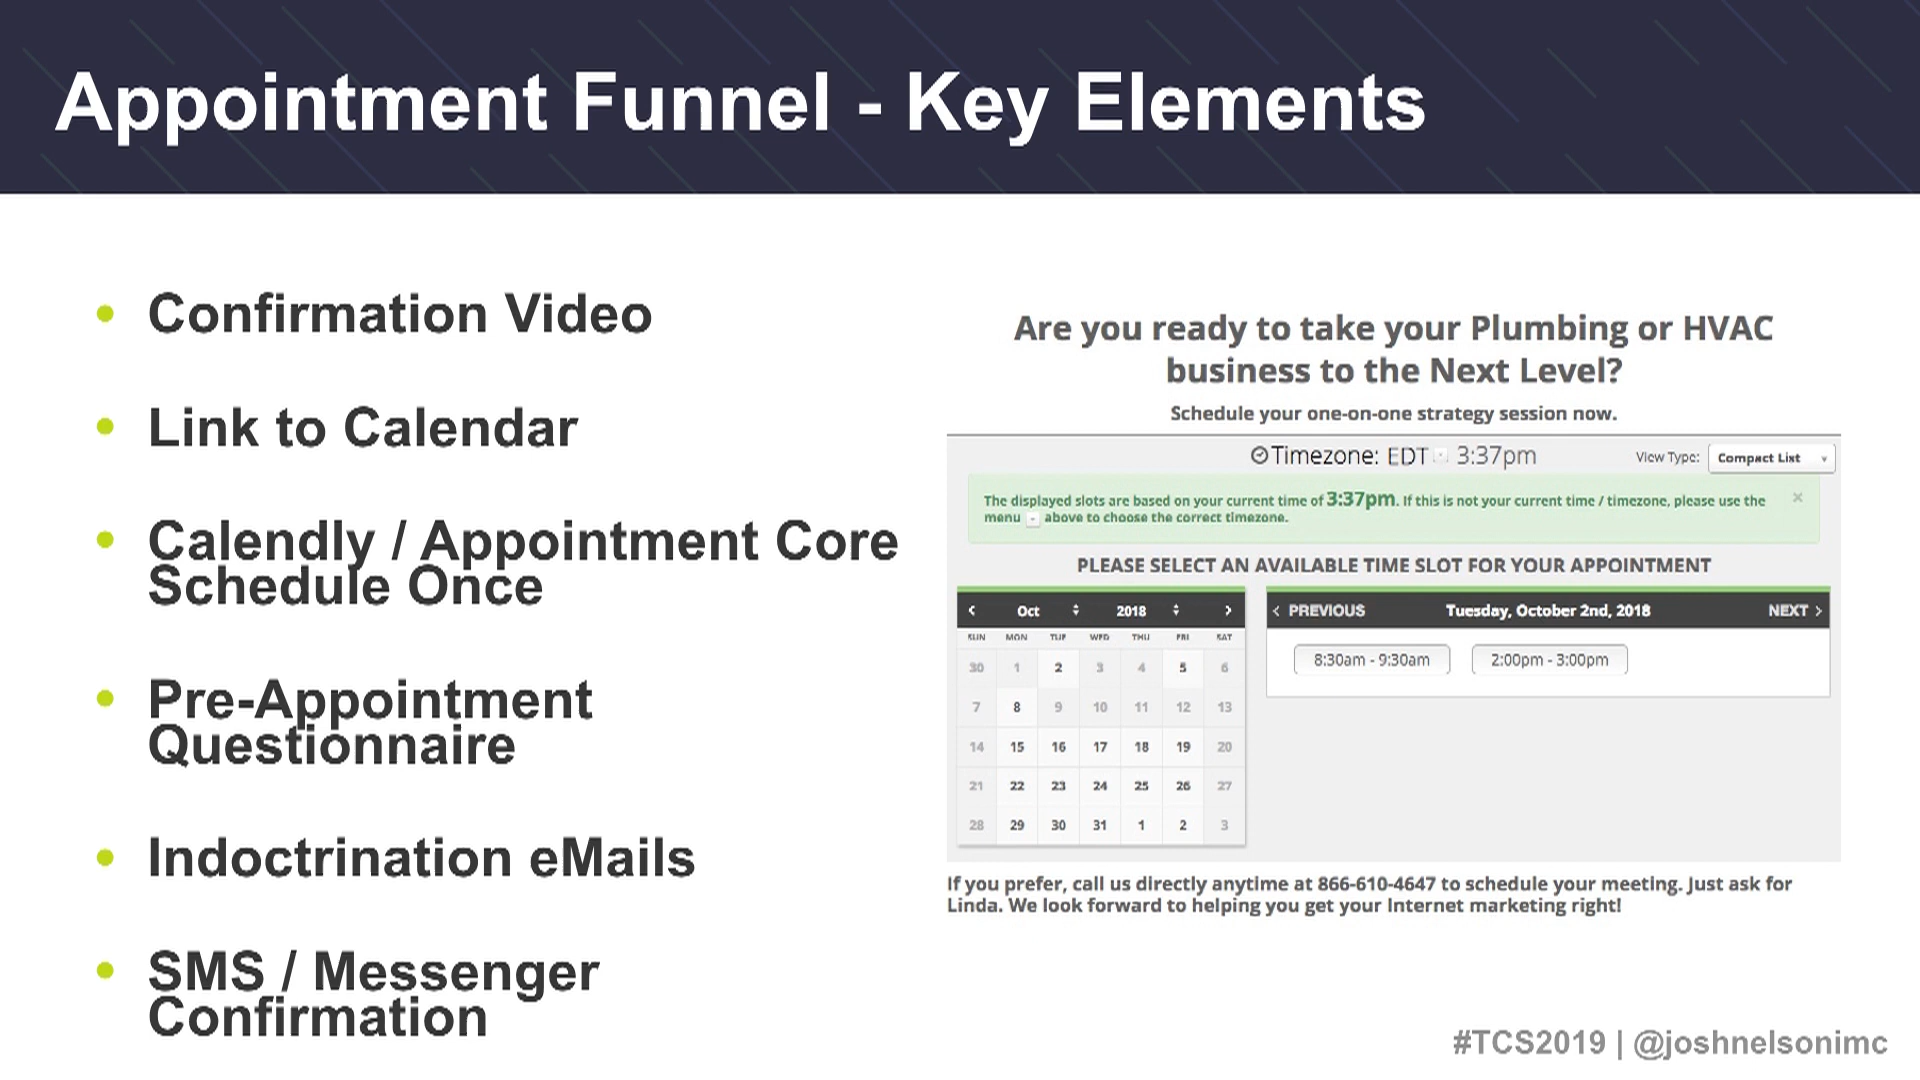 Appointment Funnel - Key Elements
• Confirmation Video
• Link to Calendar
• Calendly / Appointment Core
Schedule Once
• Pre-Appointment
Questionnaire
• Indoctrination eMails
• SMS / Messenger
Confirmation
Are you ready to take your Plumbing or HVAC
business to the Next Level?
Schedule your one-on-one strategy session now.
Timezone: EDT 3:37pm
View Type: Compact List
The displayed slots are based on your current time of 3:37pm. If this is not your current time / timezone, please use the
menu above to choose the correct timezone.
×
PLEASE SELECT AN AVAILABLE TIME SLOT FOR YOUR APPOINTMENT
< Oct 2018 >
SUN MON TUE WED THU FRI SAT
30 1 2 3 4 5 6
7 8 9 10 11 12 13
14 15 16 17 18 19 20
21 22 23 24 25 26 27
28 29 30 31 1 2 3
< PREVIOUS Tuesday, October 2nd, 2018 NEXT >
8:30am - 9:30am 2:00pm - 3:00pm
If you prefer, call us directly anytime at 866-610-4647 to schedule your meeting. Just ask for
Linda. We look forward to helping you get your Internet marketing right!
#TCS2019 | @joshnelsonimc